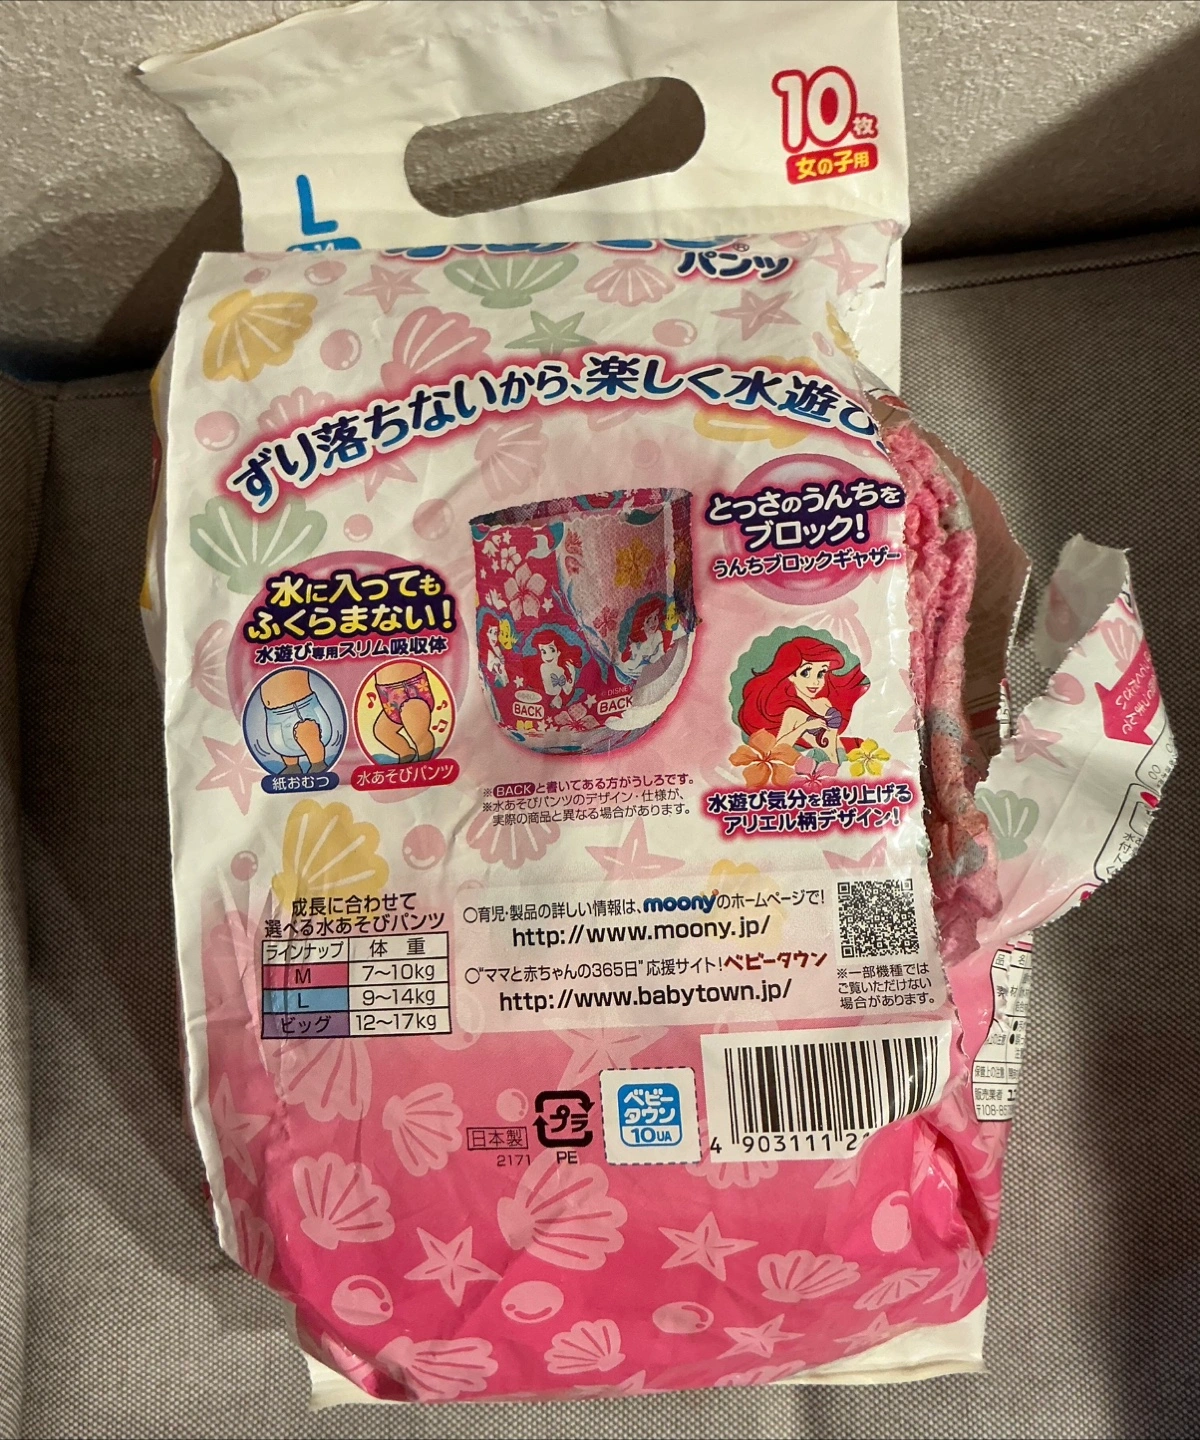 10枚
女の子用
L
パンツ
ずり落ちないから、楽しく水遊び
とっさのうんちを
ブロック!
うんちブロックギャザー
水に入っても
ふくらまない!
水遊び専用スリム吸収体
紙おむつ
水あそびパンツ
BACK
BACK
© DISNEY
※BACKと書いてある方がうしろです。
※水あそびパンツのデザイン・仕様が、
実際の商品と異なる場合があります。
水遊び気分を盛り上げる
アリエル柄デザイン!
成長に合わせて
選べる水あそびパンツ
ラインナップ 体 重
M 7〜10kg
L 9〜14kg
ビッグ 12〜17kg
○育児・製品の詳しい情報は、moonyのホームページで!
http://www.moony.jp/
○"ママと赤ちゃんの365日"応援サイト!ベビータウン
http://www.babytown.jp/
※一部機種では
ご覧いただけない
場合があります。
日本製
2171
プラ
PE
ベビー
タウン
10UA
4 903111 2
保管上の注意
販売業者
〒108-8